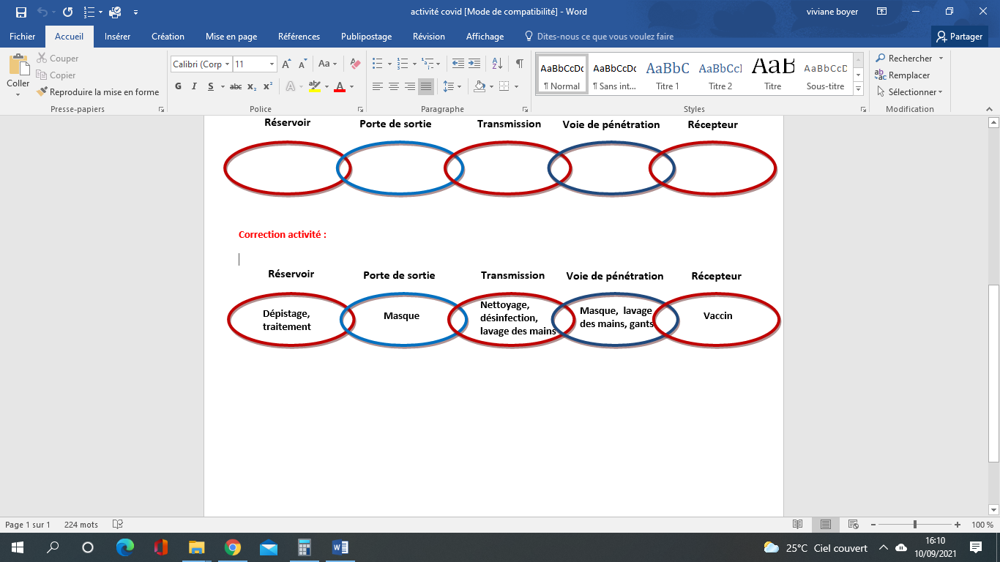 activité covid [Mode de compatibilité] - Word
viviane boyer
Fichier Accueil Insérer Création Mise en page Références Publipostage Révision Affichage Dites-nous ce que vous voulez faire Partager
Coller
Couper
Copier
Reproduire la mise en forme
Presse-papiers
Calibri (Corp 11
G I S abc x₂ x²
Police
Paragraphe
AaBbCcDc AaBbCcDc AaBbC AaBbCcI AaB AaBbCcD
¶ Normal ¶ Sans int... Titre 1 Titre 2 Titre Sous-titre
Styles
Rechercher
Remplacer
Sélectionner
Modification
Réservoir Porte de sortie Transmission Voie de pénétration Récepteur
Correction activité :
Réservoir Porte de sortie Transmission Voie de pénétration Récepteur
Dépistage,
traitement
Masque
Nettoyage,
désinfection,
lavage des mains
Masque, lavage
des mains, gants
Vaccin
Page 1 sur 1 224 mots
100 %
25°C Ciel couvert
16:10
10/09/2021